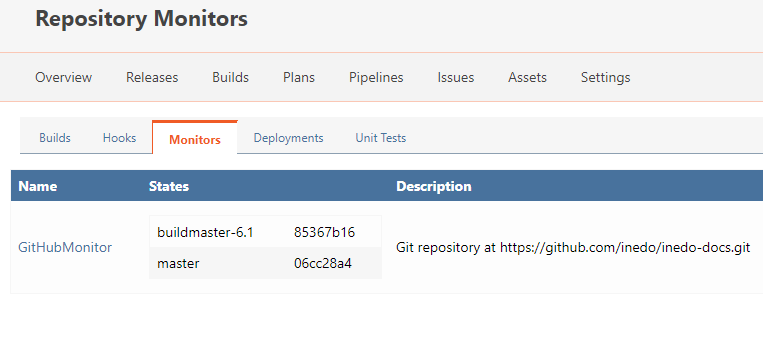 Repository Monitors
Overview Releases Builds Plans Pipelines Issues Assets Settings
Builds Hooks Monitors Deployments Unit Tests
Name States Description
buildmaster-6.1 85367b16
GitHubMonitor Git repository at https://github.com/inedo/inedo-docs.git
master 06cc28a4